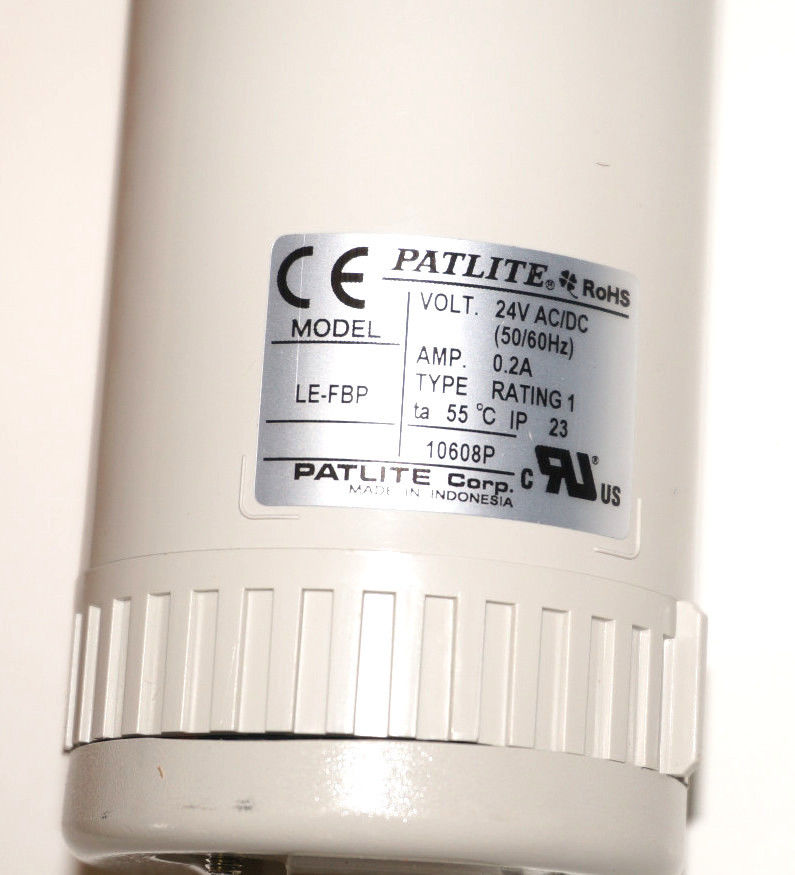 CE PATLITE® RoHS
MODEL
LE-FBP
VOLT. 24V AC/DC
(50/60Hz)
AMP. 0.2A
TYPE RATING 1
ta 55 °C IP 23
10608P
PATLITE Corp.
MADE IN INDONESIA
C RU® US